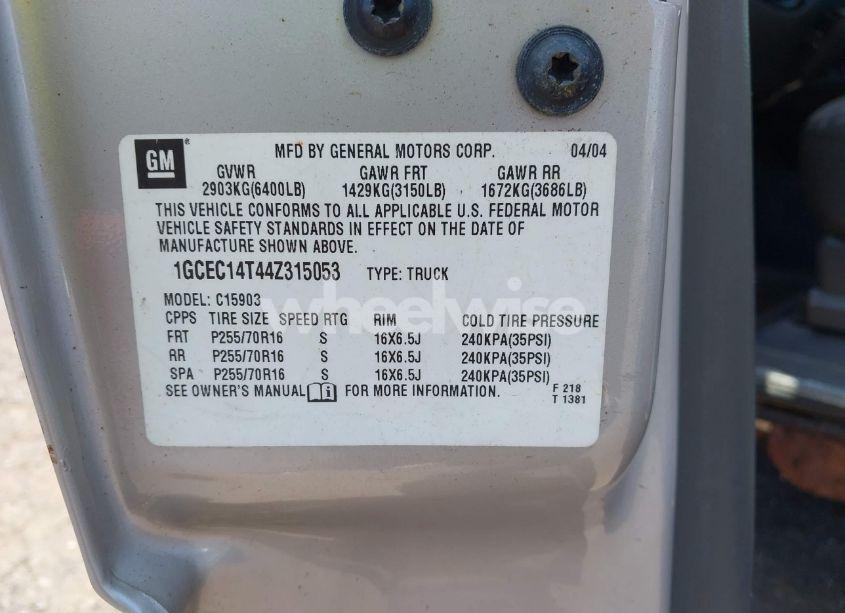 GM ® MFD BY GENERAL MOTORS CORP. 04/04
GVWR GAWR FRT GAWR RR
2903KG(6400LB) 1429KG(3150LB) 1672KG(3686LB)
THIS VEHICLE CONFORMS TO ALL APPLICABLE U.S. FEDERAL MOTOR
VEHICLE SAFETY STANDARDS IN EFFECT ON THE DATE OF
MANUFACTURE SHOWN ABOVE.
1GCEC14T44Z315053 TYPE: TRUCK
MODEL: C15903
wheelwise
CPPS TIRE SIZE SPEED RTG RIM COLD TIRE PRESSURE
FRT P255/70R16 S 16X6.5J 240KPA(35PSI)
RR P255/70R16 S 16X6.5J 240KPA(35PSI)
SPA P255/70R16 S 16X6.5J 240KPA(35PSI)
SEE OWNER'S MANUAL i FOR MORE INFORMATION.
F 218
T 1381